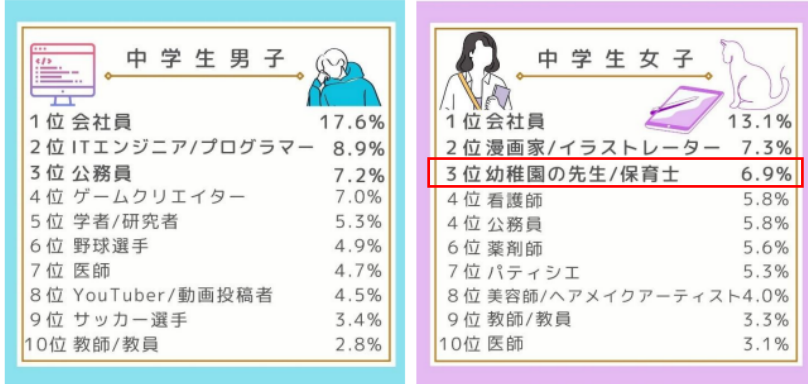 中学生男子
1位 会社員 17.6%
2位 ITエンジニア/プログラマー 8.9%
3位 公務員 7.2%
4位 ゲームクリエイター 7.0%
5位 学者/研究者 5.3%
6位 野球選手 4.9%
7位 医師 4.7%
8位 YouTuber/動画投稿者 4.5%
9位 サッカー選手 3.4%
10位 教師/教員 2.8%
中学生女子
1位 会社員 13.1%
2位 漫画家/イラストレーター 7.3%
3位 幼稚園の先生/保育士 6.9%
4位 看護師 5.8%
4位 公務員 5.8%
6位 薬剤師 5.6%
7位 パティシエ 5.3%
8位 美容師/ヘアメイクアーティスト 4.0%
9位 教師/教員 3.3%
10位 医師 3.1%